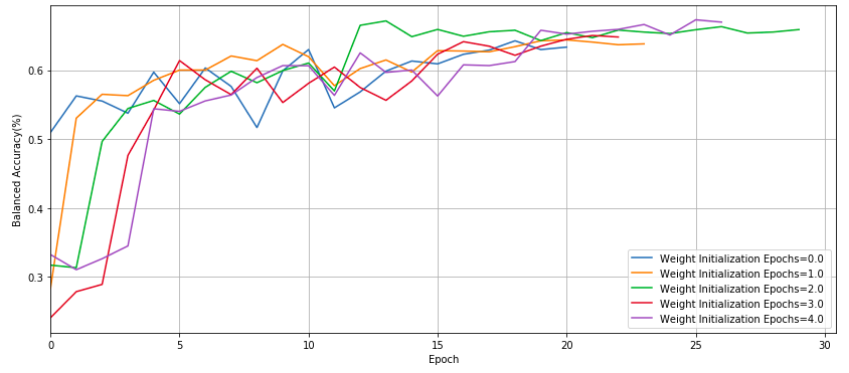 Balanced Accuracy(%)
0.6
0.5
0.4
0.3
0 5 10 15 20 25 30
Epoch
Weight Initialization Epochs=0.0
Weight Initialization Epochs=1.0
Weight Initialization Epochs=2.0
Weight Initialization Epochs=3.0
Weight Initialization Epochs=4.0